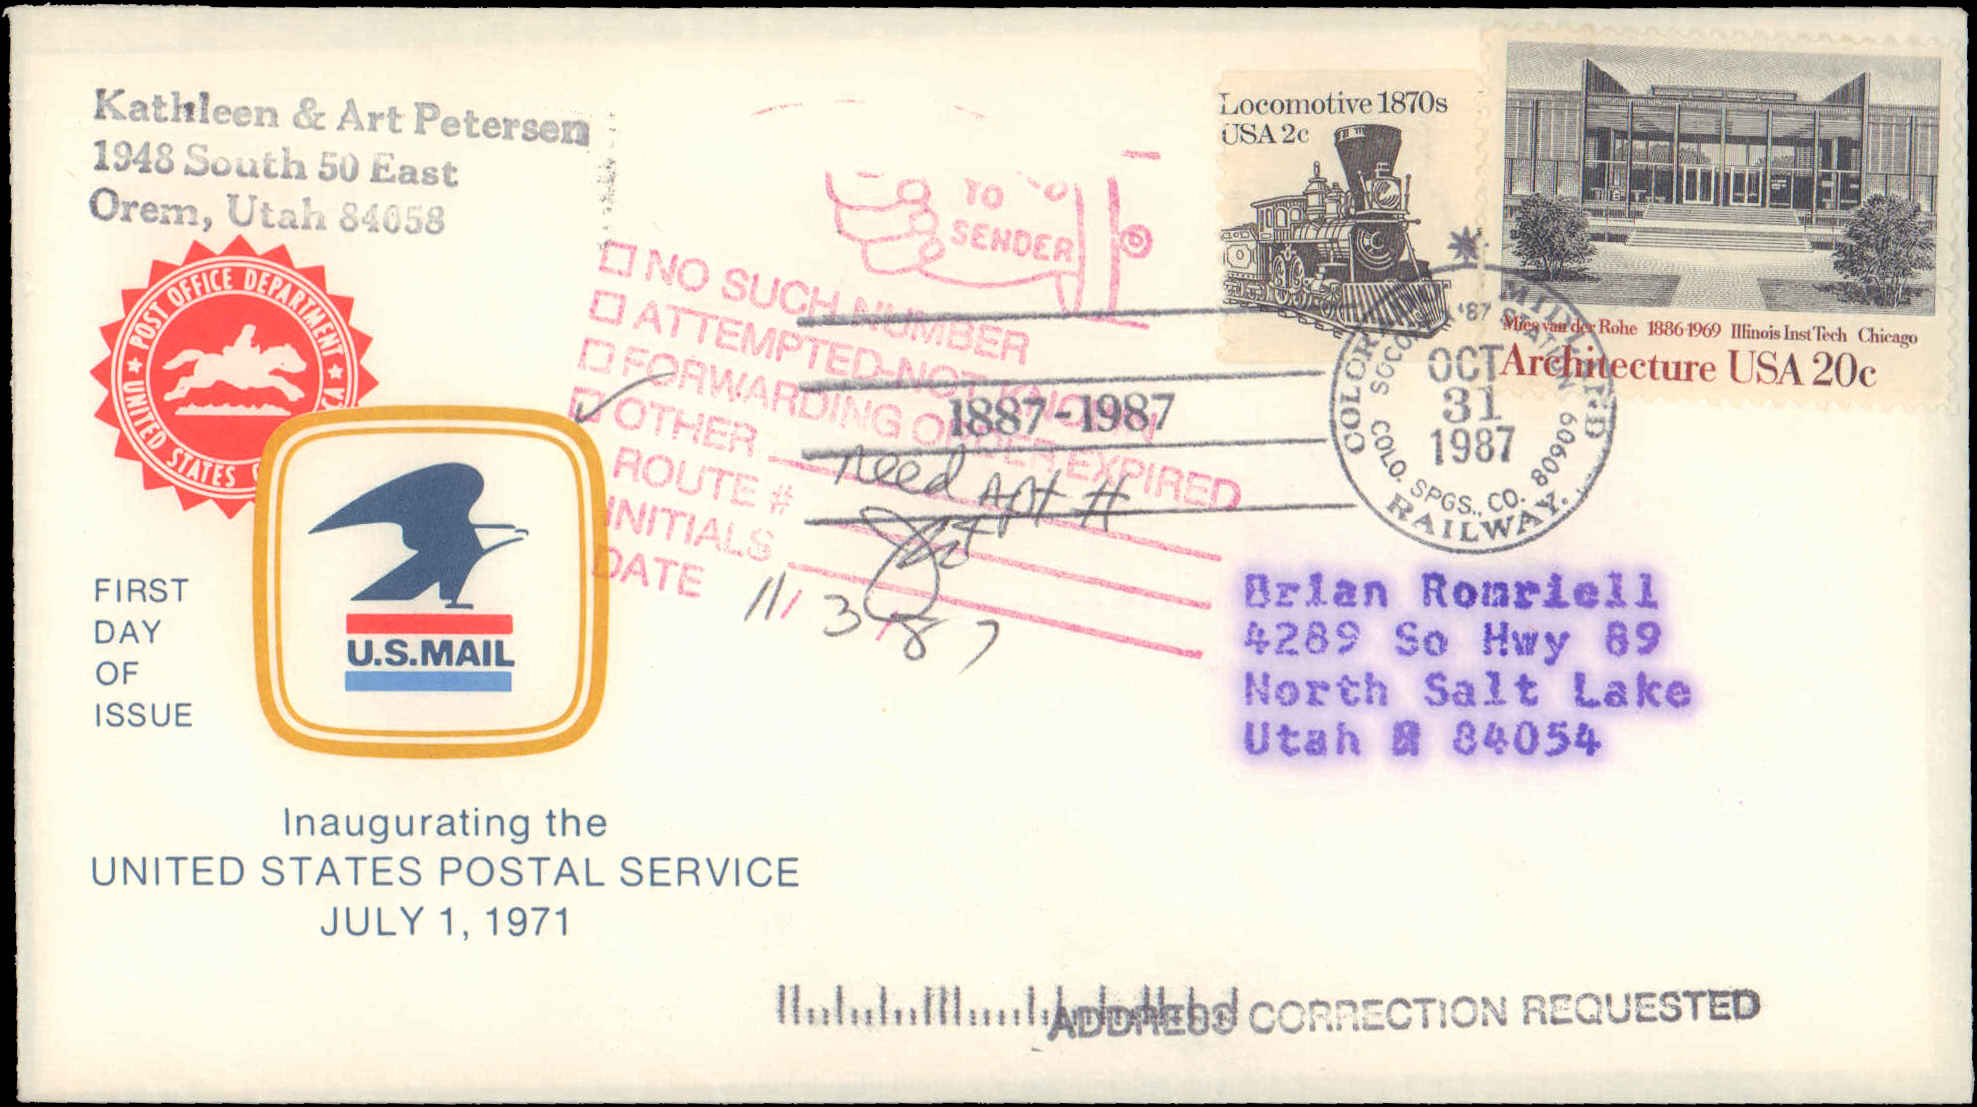 Kathleen & Art Petersen
1948 South 50 East
Orem, Utah 84058
POST OFFICE DEPARTMENT
UNITED STATES
U.S.MAIL
FIRST
DAY
OF
ISSUE
Inaugurating the
UNITED STATES POSTAL SERVICE
JULY 1, 1971
TO
SENDER
NO SUCH NUMBER
ATTEMPTED-NOT KNOWN
FORWARDING ORDER EXPIRED
OTHER
ROUTE #
INITIALS
DATE
need Apt #
11/3/87
1887-1987
Locomotive 1870s
USA 2c
Mies van der Rohe 1886-1969 Illinois Inst Tech Chicago
Architecture USA 20c
'87 STATION
OCT
31
1987
COLO. SPGS., CO. 80909
RAILWAY.
Brian Romriell
4289 So Hwy 89
North Salt Lake
Utah 84054
ADDRESS CORRECTION REQUESTED